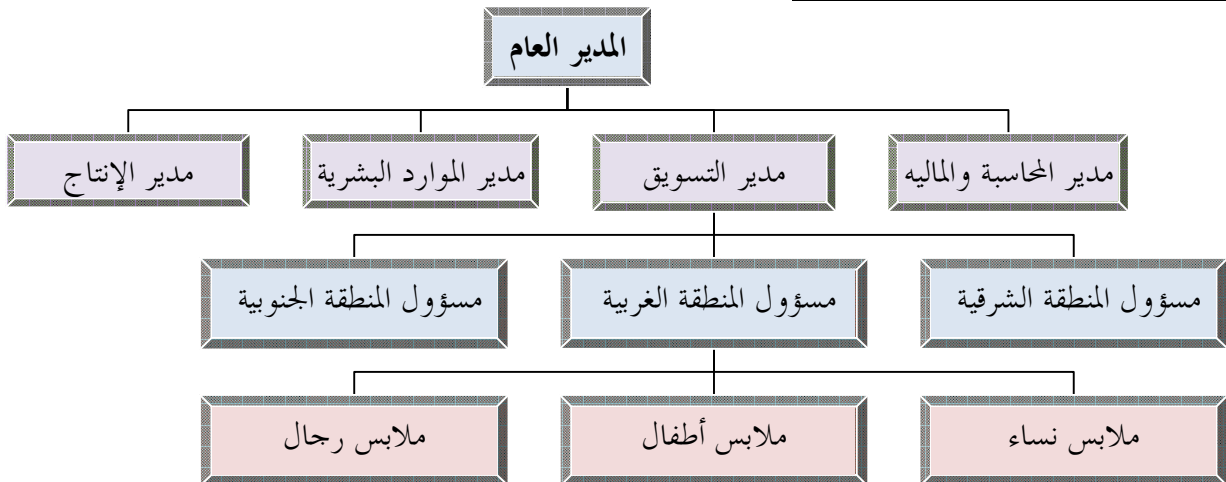 المدير العام
مدير المحاسبة والماليه
مدير التسويق
مدير الموارد البشرية
مدير الإنتاج
مسؤول المنطقة الشرقية
مسؤول المنطقة الغربية
مسؤول المنطقة الجنوبية
ملابس نساء
ملابس أطفال
ملابس رجال